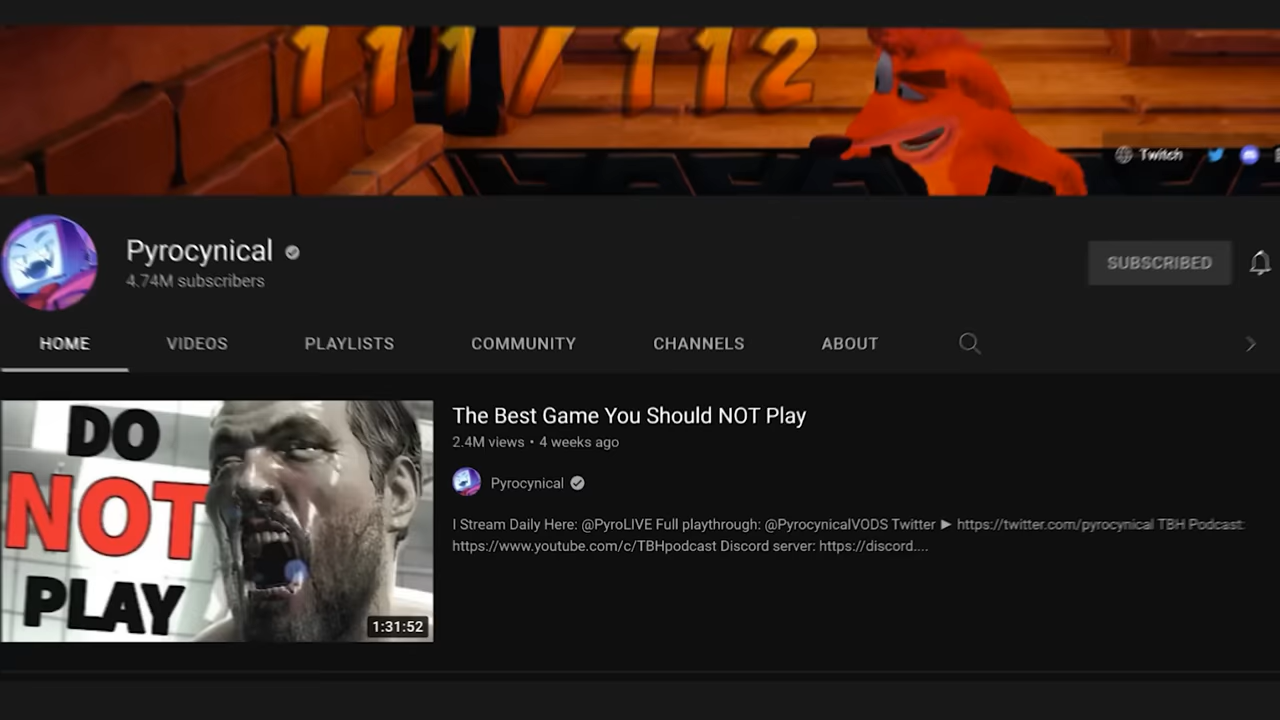 111/112
Twitch
Pyrocynical
4.74M subscribers
SUBSCRIBED
HOME VIDEOS PLAYLISTS COMMUNITY CHANNELS ABOUT
DO
NOT
PLAY
1:31:52
The Best Game You Should NOT Play
2.4M views • 4 weeks ago
Pyrocynical
I Stream Daily Here: @PyroLIVE Full playthrough: @PyrocynicalVODS Twitter ► https://twitter.com/pyrocynical TBH Podcast:
https://www.youtube.com/c/TBHpodcast Discord server: https://discord....